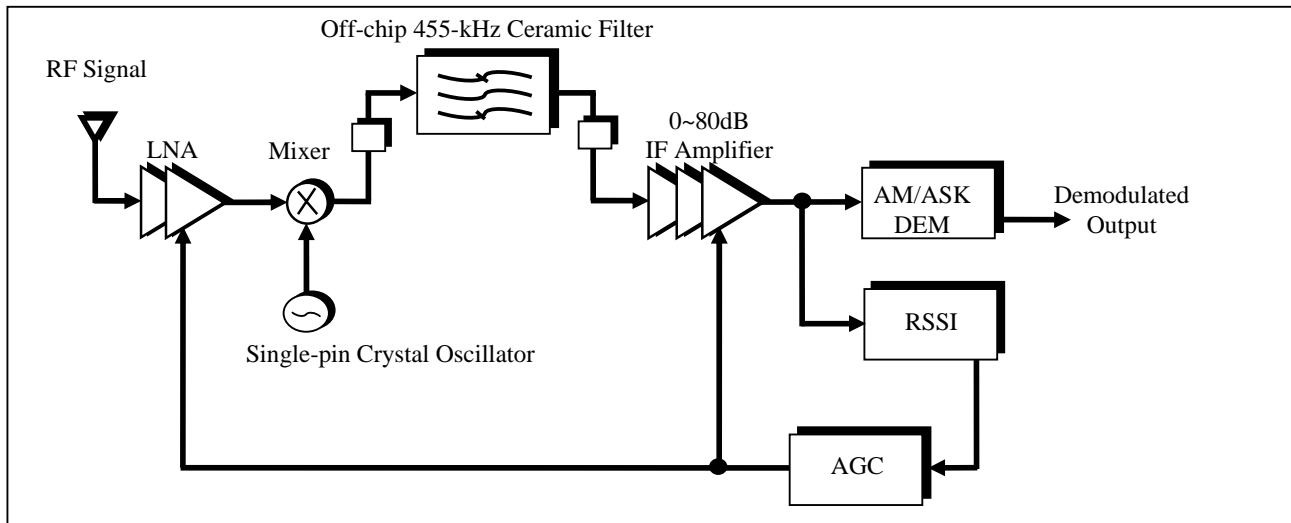 Off-chip 455-kHz Ceramic Filter
RF Signal
LNA
Mixer
0~80dB
IF Amplifier
AM/ASK
DEM
Demodulated
Output
Single-pin Crystal Oscillator
RSSI
AGC